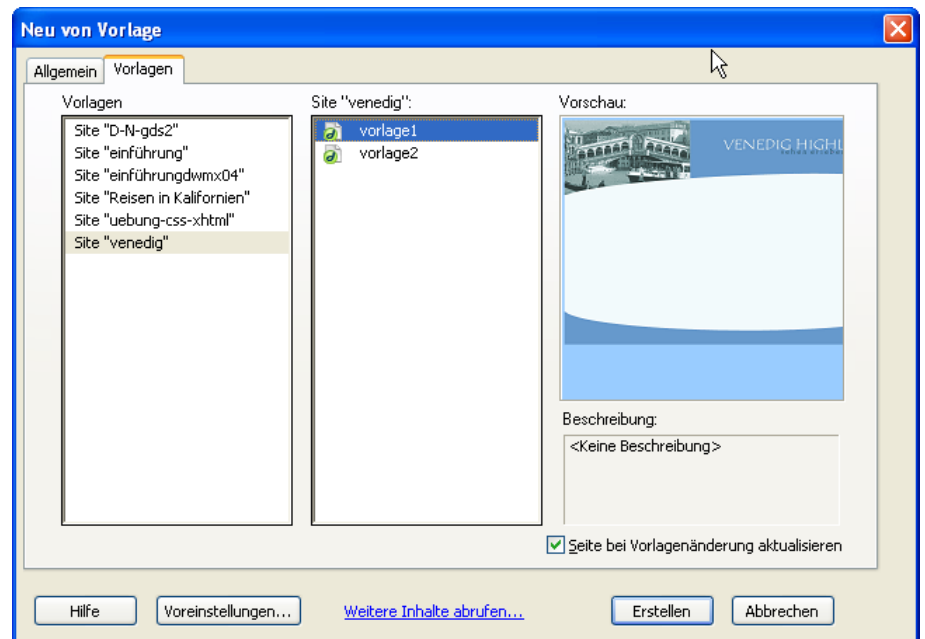 Neu von Vorlage
Allgemein
Vorlagen
Vorlagen
Site "D-N-gds2"
Site "einführung"
Site "einführungdwmx04"
Site "Reisen in Kalifornien"
Site "uebung-css-xhtml"
Site "venedig"
Site "venedig":
vorlage1
vorlage2
Vorschau:
VENEDIG HIGHL
Beschreibung:
<Keine Beschreibung>
Seite bei Vorlagenänderung aktualisieren
Hilfe
Voreinstellungen...
Weitere Inhalte abrufen...
Erstellen
Abbrechen